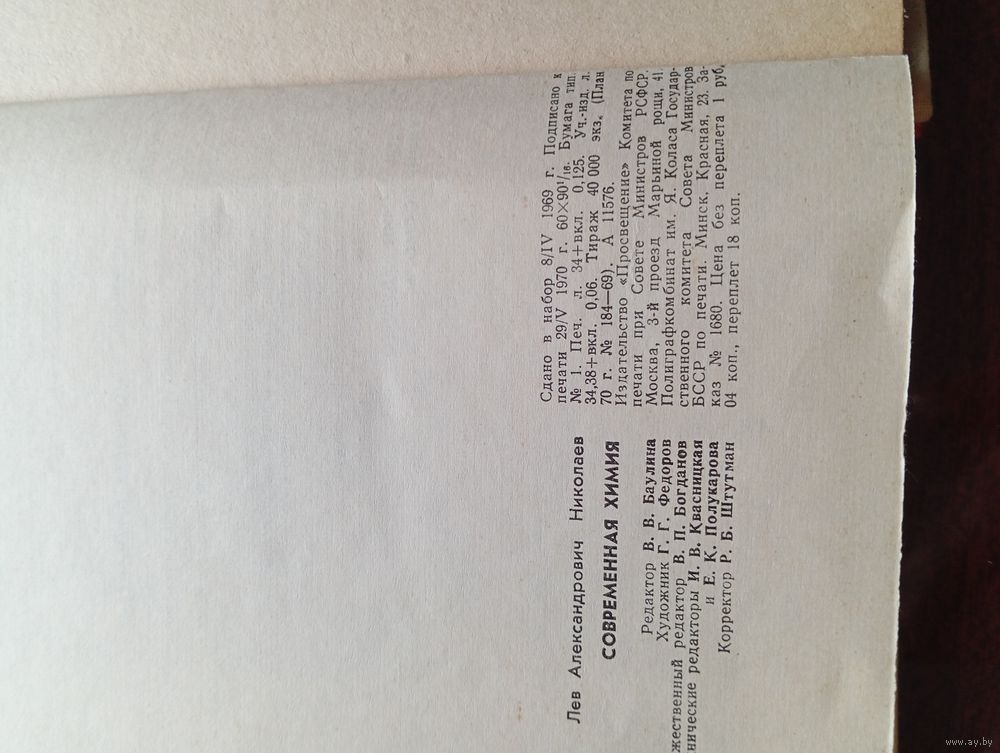 Лев Александрович Николаев
СОВРЕМЕННАЯ ХИМИЯ
Редактор В. В. Баулина
Художник Г. Г. Федоров
жественный редактор В. П. Богданов
нические редакторы И. В. Квасницкая
и Е. К. Полукарова
Корректор Р. Б. Штутман
Сдано в набор 8/IV 1969 г. Подписано к
печати 29/V 1970 г. 60×90¹/₁₆. Бумага тип.
№ 1. Печ. л. 34+вкл. 0,125. Уч.-изд. л.
34,38+вкл. 0,06. Тираж 40 000 экз. (План
70 г. № 184—69). А 11576.
Издательство «Просвещение» Комитета по
печати при Совете Министров РСФСР.
Москва, 3-й проезд Марьиной рощи, 41.
Полиграфкомбинат им. Я. Коласа Государ-
ственного комитета Совета Министров
БССР по печати. Минск, Красная, 23. За-
каз № 1680. Цена без переплета 1 руб.
04 коп., переплет 18 коп.
www.ay.by